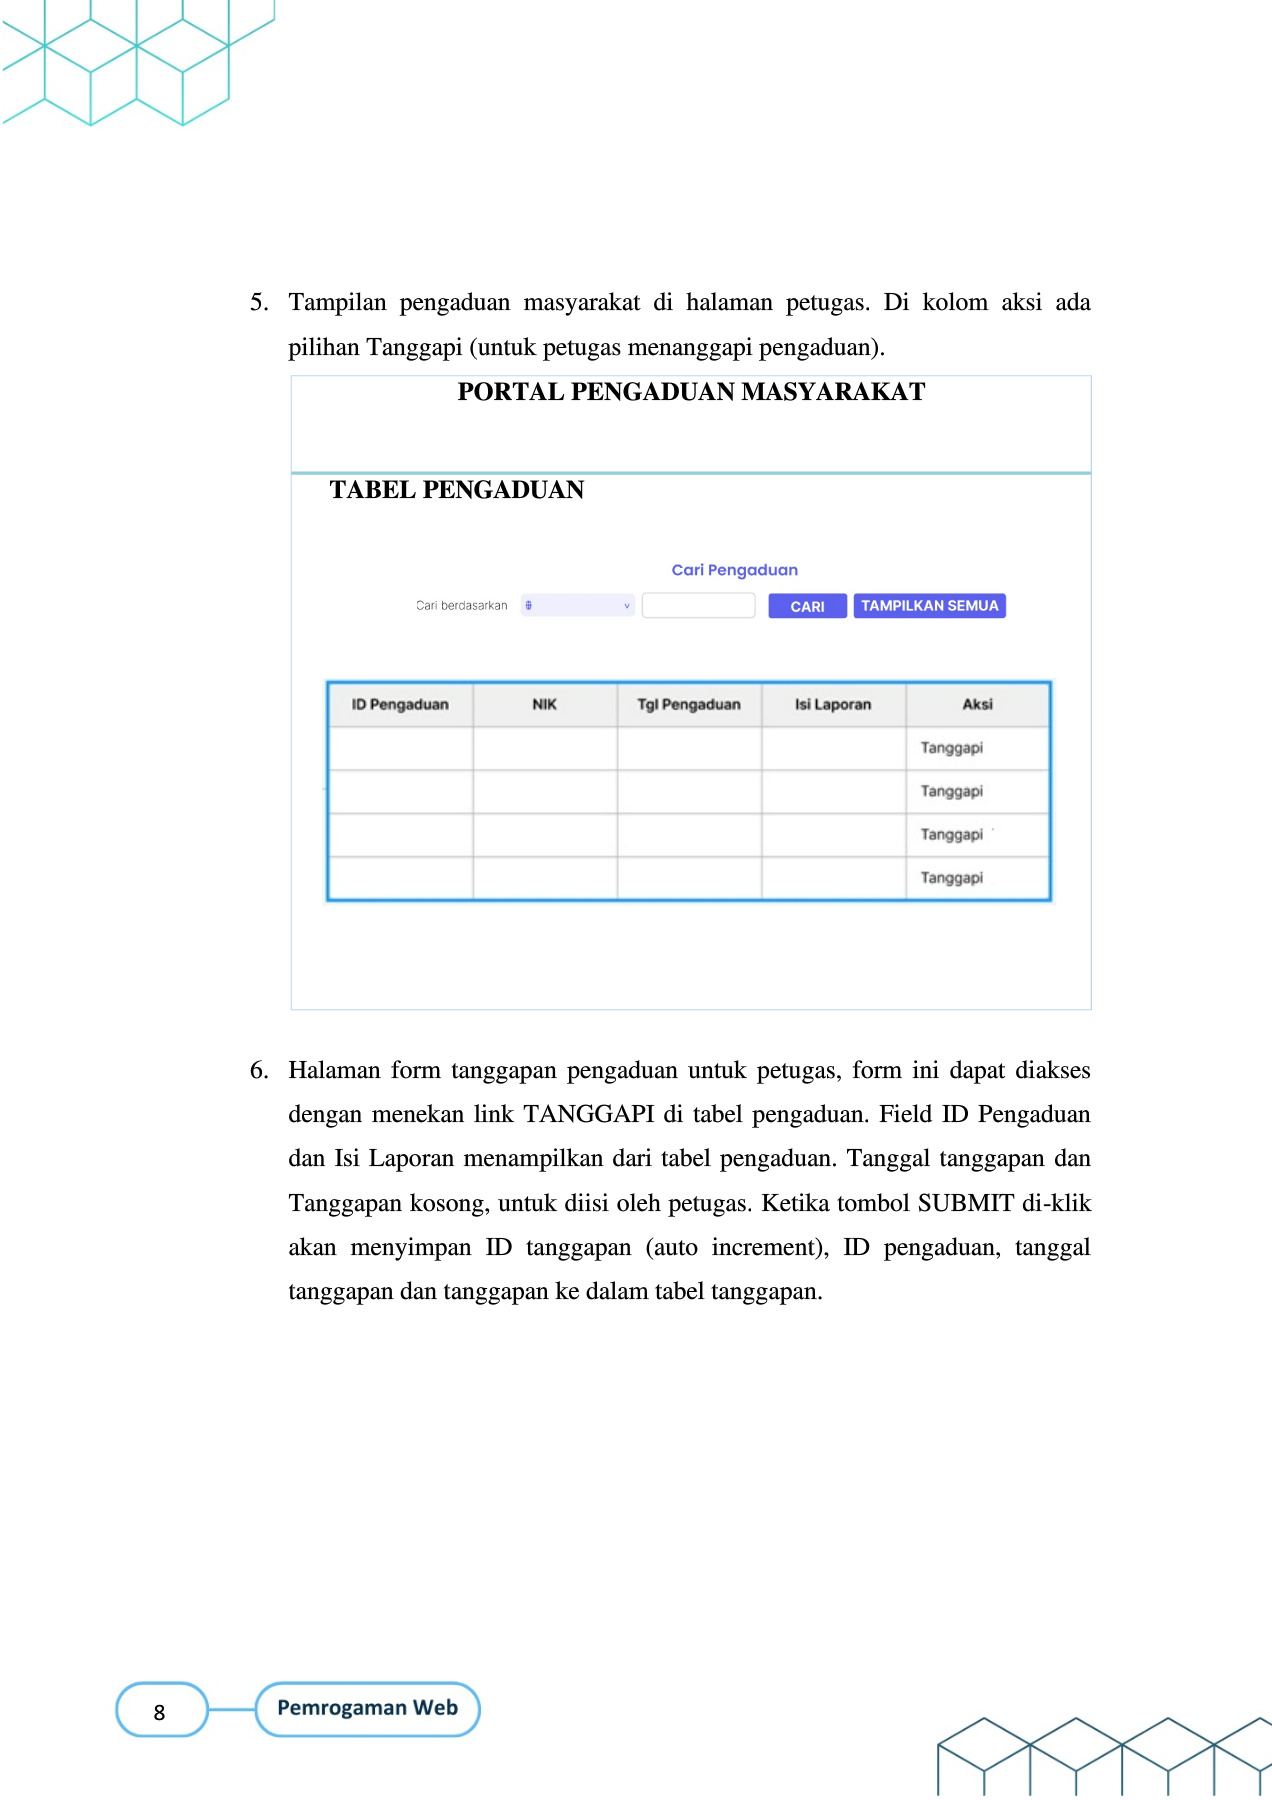 5. Tampilan pengaduan masyarakat di halaman petugas. Di kolom aksi ada
pilihan Tanggapi (untuk petugas menanggapi pengaduan).
PORTAL PENGADUAN MASYARAKAT
TABEL PENGADUAN
Cari Pengaduan
Cari berdasarkan
CARI
TAMPILKAN SEMUA
ID Pengaduan NIK Tgl Pengaduan Isi Laporan Aksi
Tanggapi
Tanggapi
Tanggapi
Tanggapi
6. Halaman form tanggapan pengaduan untuk petugas, form ini dapat diakses
dengan menekan link TANGGAPI di tabel pengaduan. Field ID Pengaduan
dan Isi Laporan menampilkan dari tabel pengaduan. Tanggal tanggapan dan
Tanggapan kosong, untuk diisi oleh petugas. Ketika tombol SUBMIT di-klik
akan menyimpan ID tanggapan (auto increment), ID pengaduan, tanggal
tanggapan dan tanggapan ke dalam tabel tanggapan.
8
Pemrogaman Web